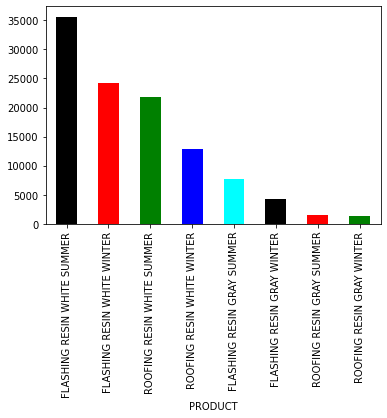 35000
30000
25000
20000
15000
10000
5000
0
FLASHING RESIN WHITE SUMMER
FLASHING RESIN WHITE WINTER
ROOFING RESIN WHITE SUMMER
ROOFING RESIN WHITE WINTER
FLASHING RESIN GRAY SUMMER
FLASHING RESIN GRAY WINTER
ROOFING RESIN GRAY SUMMER
ROOFING RESIN GRAY WINTER
PRODUCT